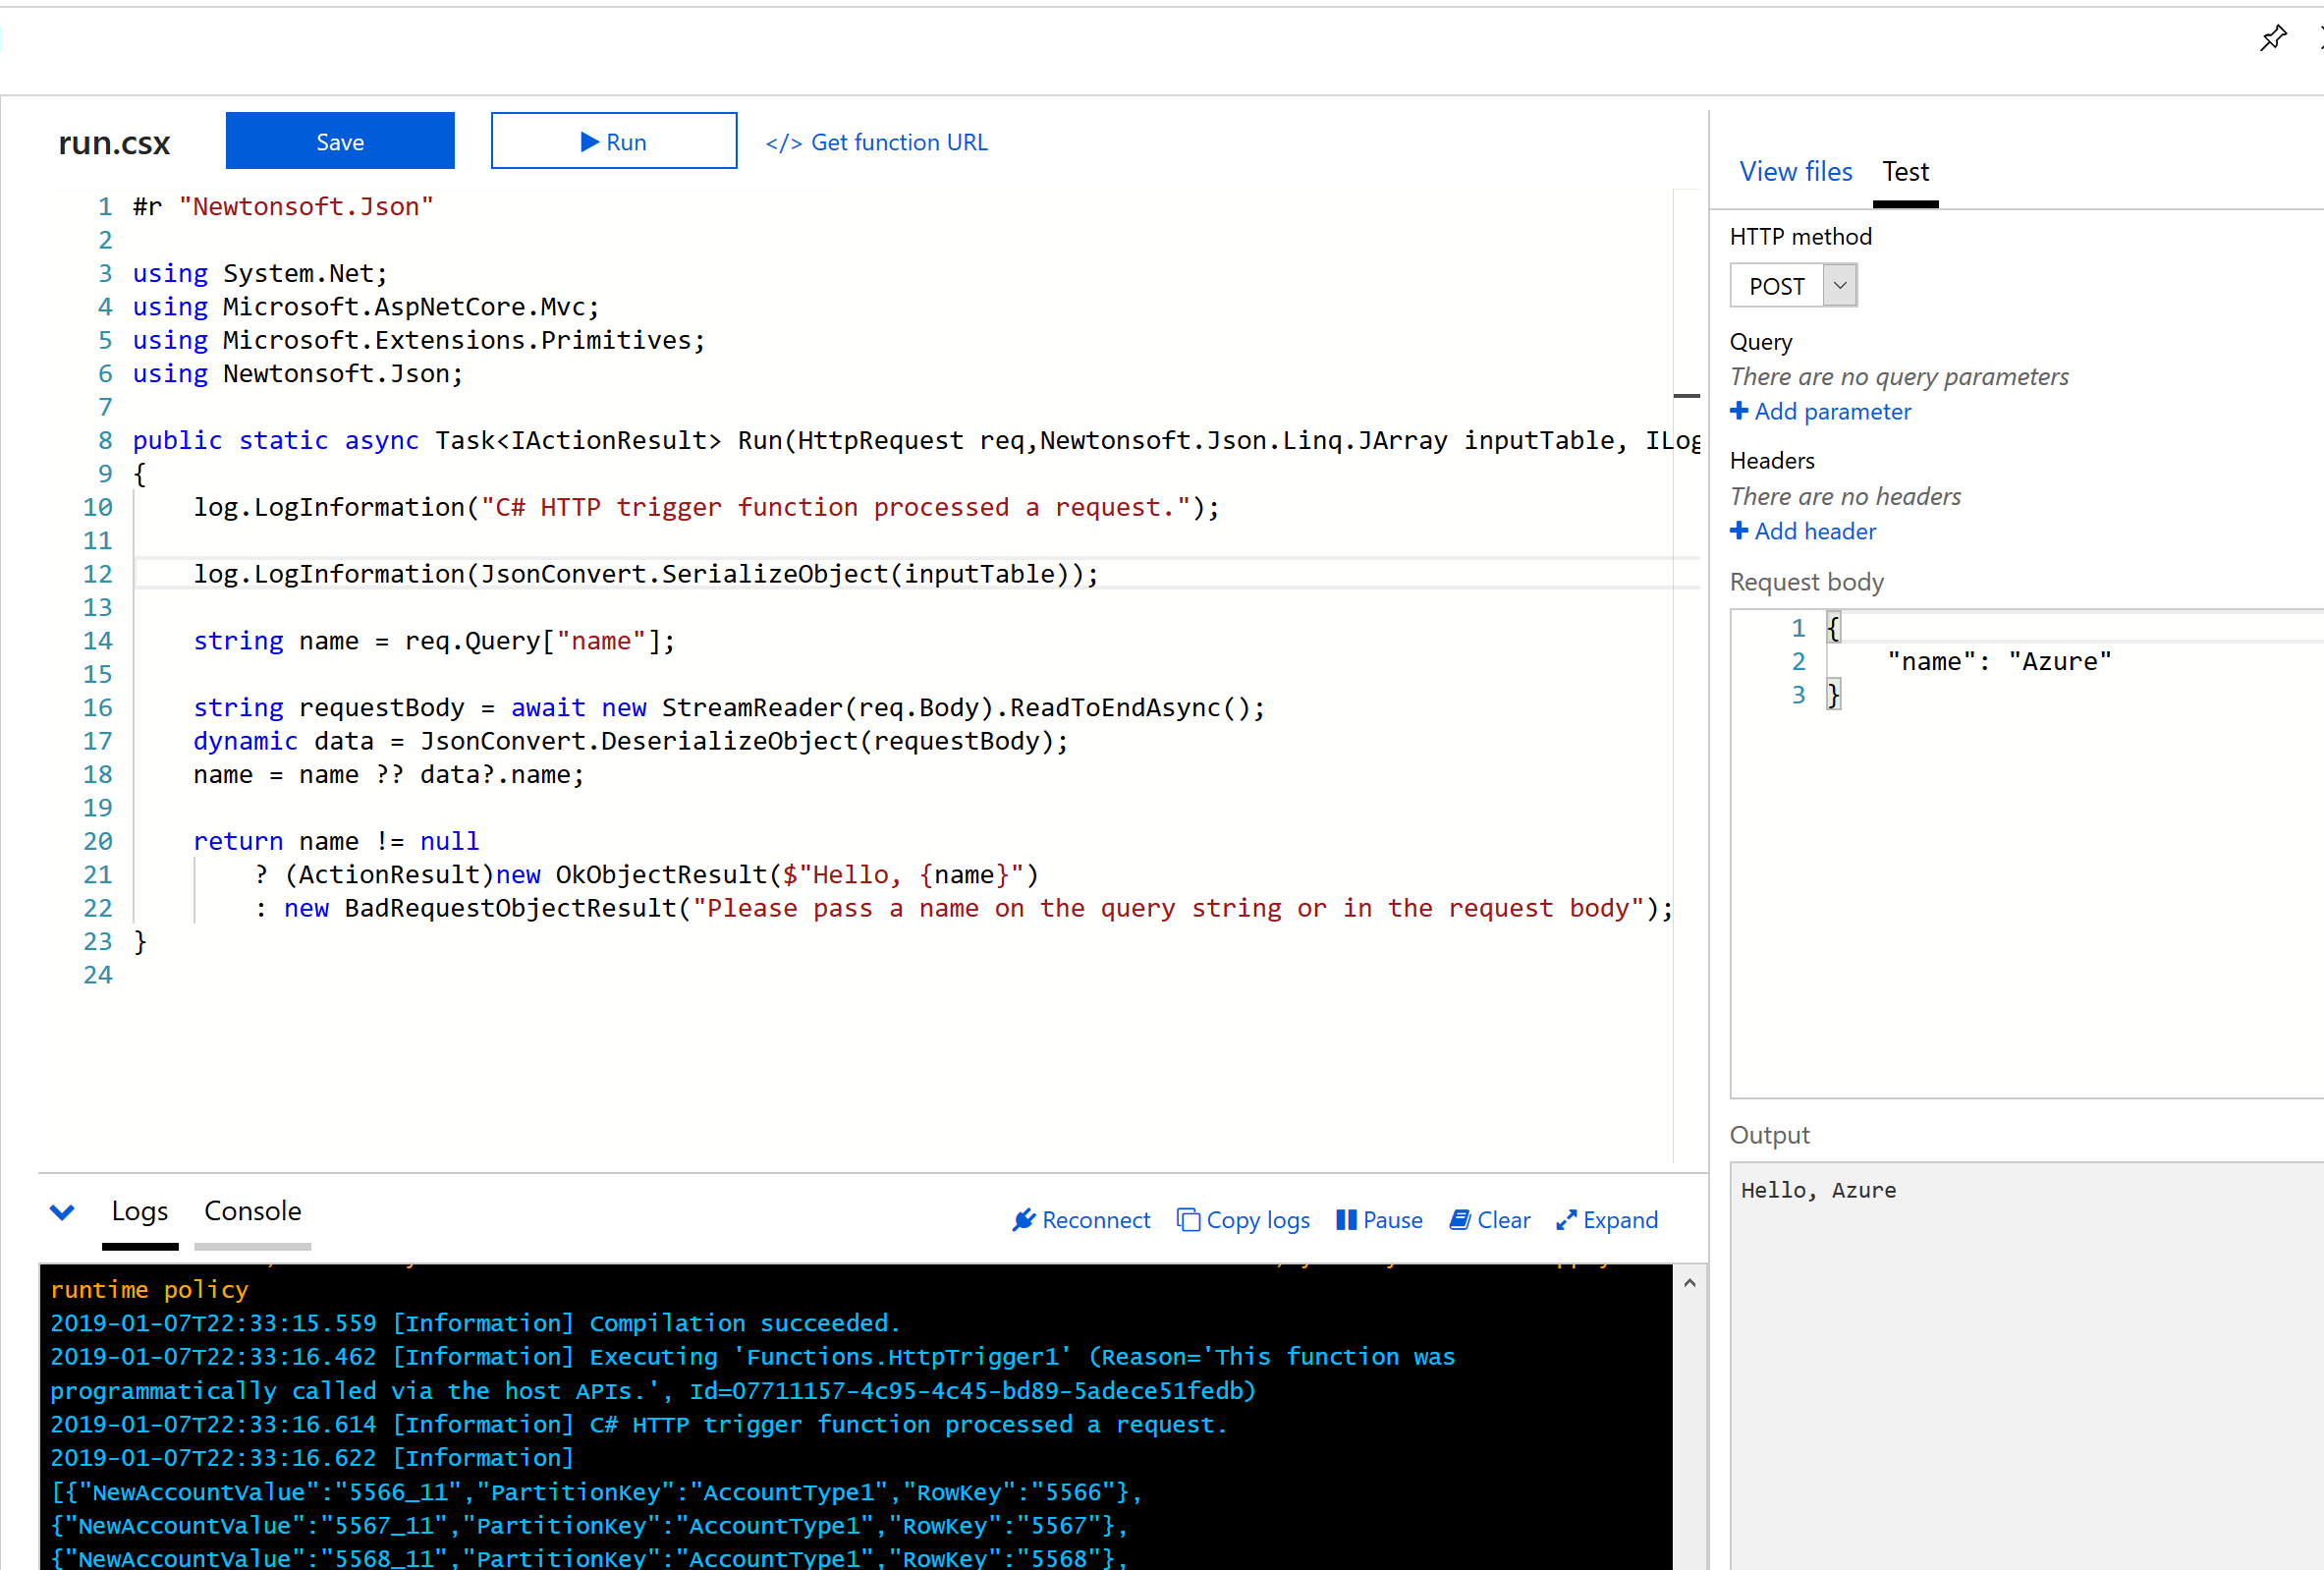 run.csx
Save
Run
</> Get function URL
1 #r "Newtonsoft.Json"
2
3 using System.Net;
4 using Microsoft.AspNetCore.Mvc;
5 using Microsoft.Extensions.Primitives;
6 using Newtonsoft.Json;
7
8 public static async Task<IActionResult> Run(HttpRequest req,Newtonsoft.Json.Linq.JArray inputTable, ILog
9 {
10     log.LogInformation("C# HTTP trigger function processed a request.");
11
12     log.LogInformation(JsonConvert.SerializeObject(inputTable));
13
14     string name = req.Query["name"];
15
16     string requestBody = await new StreamReader(req.Body).ReadToEndAsync();
17     dynamic data = JsonConvert.DeserializeObject(requestBody);
18     name = name ?? data?.name;
19
20     return name != null
21         ? (ActionResult)new OkObjectResult($"Hello, {name}")
22         : new BadRequestObjectResult("Please pass a name on the query string or in the request body");
23 }
24
Logs
Console
Reconnect
Copy logs
Pause
Clear
Expand
runtime policy
2019-01-07T22:33:15.559 [Information] Compilation succeeded.
2019-01-07T22:33:16.462 [Information] Executing 'Functions.HttpTrigger1' (Reason='This function was
programmatically called via the host APIs.', Id=07711157-4c95-4c45-bd89-5adece51fedb)
2019-01-07T22:33:16.614 [Information] C# HTTP trigger function processed a request.
2019-01-07T22:33:16.622 [Information]
[{"NewAccountValue":"5566_11","PartitionKey":"AccountType1","RowKey":"5566"},
{"NewAccountValue":"5567_11","PartitionKey":"AccountType1","RowKey":"5567"},
{"NewAccountValue":"5568_11","PartitionKey":"AccountType1","RowKey":"5568"},
View files
Test
HTTP method
POST
Query
There are no query parameters
Add parameter
Headers
There are no headers
Add header
Request body
1 {
2     "name": "Azure"
3 }
Output
Hello, Azure